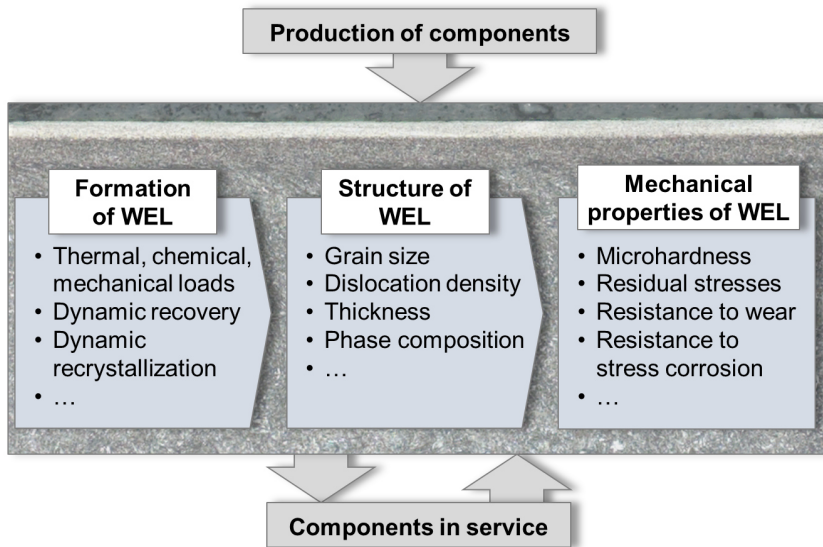 Production of components
Formation
of WEL
• Thermal, chemical,
mechanical loads
• Dynamic recovery
• Dynamic
recrystallization
• …
Structure of
WEL
• Grain size
• Dislocation density
• Thickness
• Phase composition
• …
Mechanical
properties of WEL
• Microhardness
• Residual stresses
• Resistance to wear
• Resistance to
stress corrosion
• …
Components in service